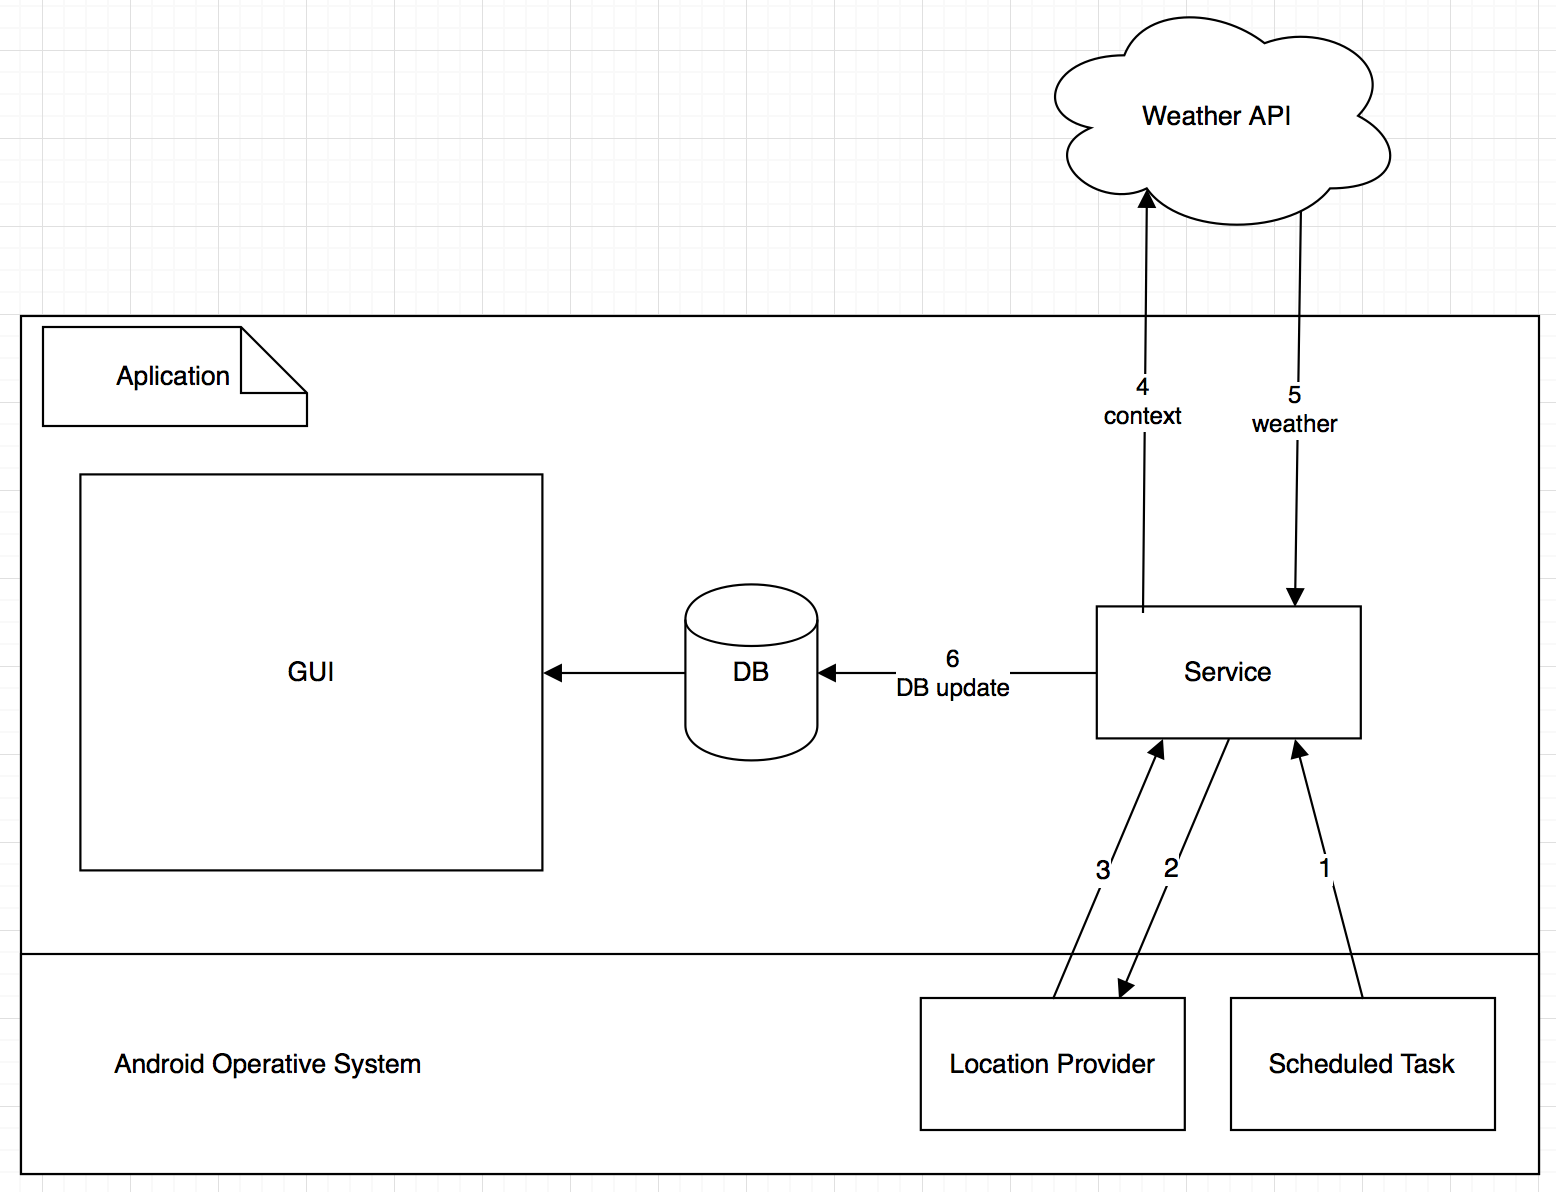 Weather API
Aplication
4
context
5
weather
GUI
DB
6
DB update
Service
3
2
1
Android Operative System
Location Provider
Scheduled Task